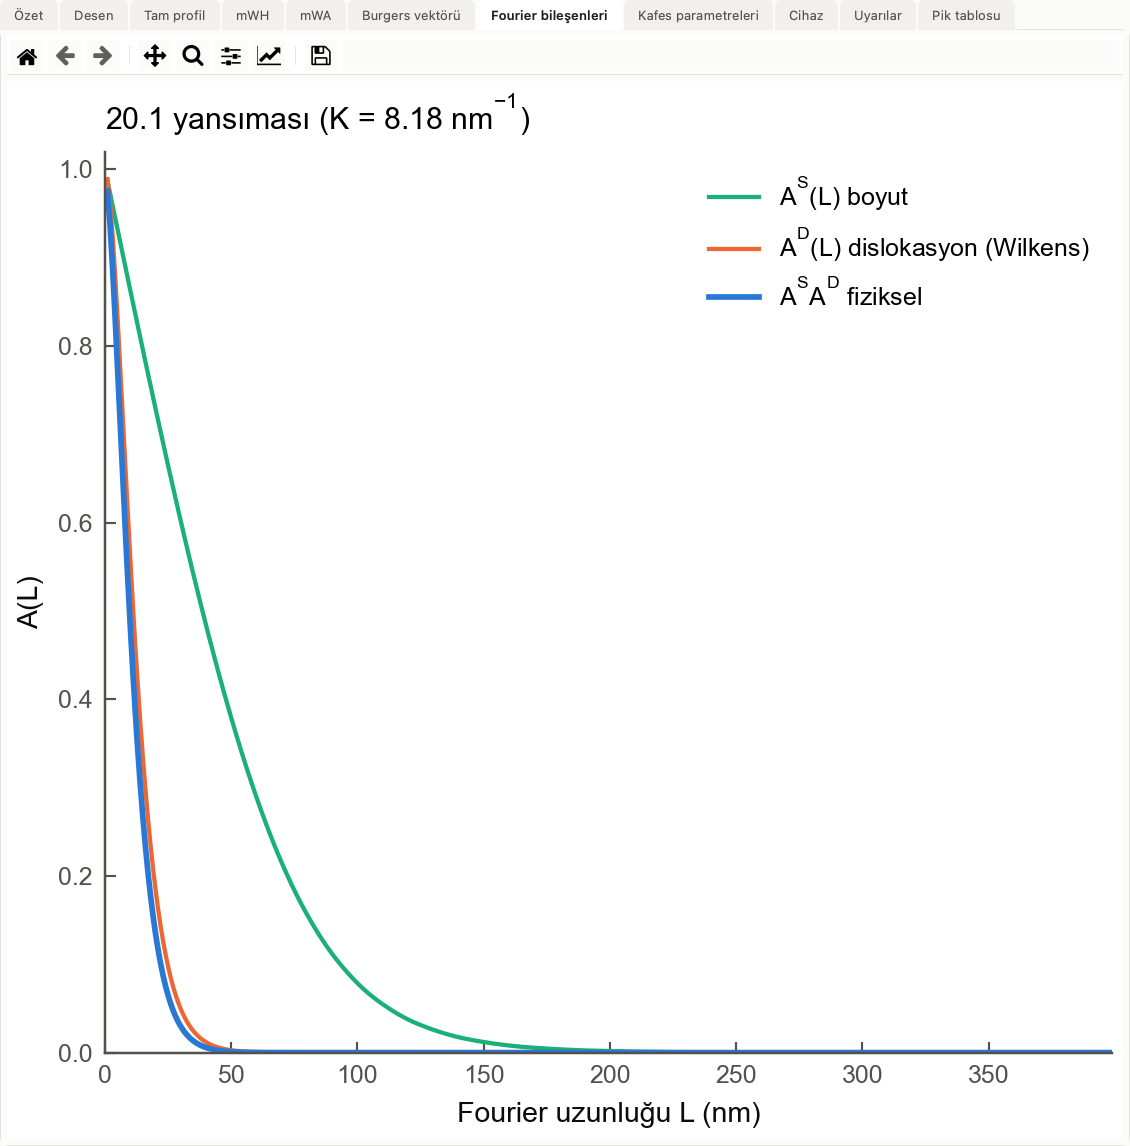 Özet Desen Tam profil mWH mWA Burgers vektörü Fourier bileşenleri Kafes parametreleri Cihaz Uyarılar Pik tablosu
20.1 yansıması (K = 8.18 nm⁻¹)
Aˢ(L) boyut
Aᴰ(L) dislokasyon (Wilkens)
AˢAᴰ fiziksel
1.0
0.8
0.6
0.4
0.2
0.0
A(L)
0 50 100 150 200 250 300 350
Fourier uzunluğu L (nm)